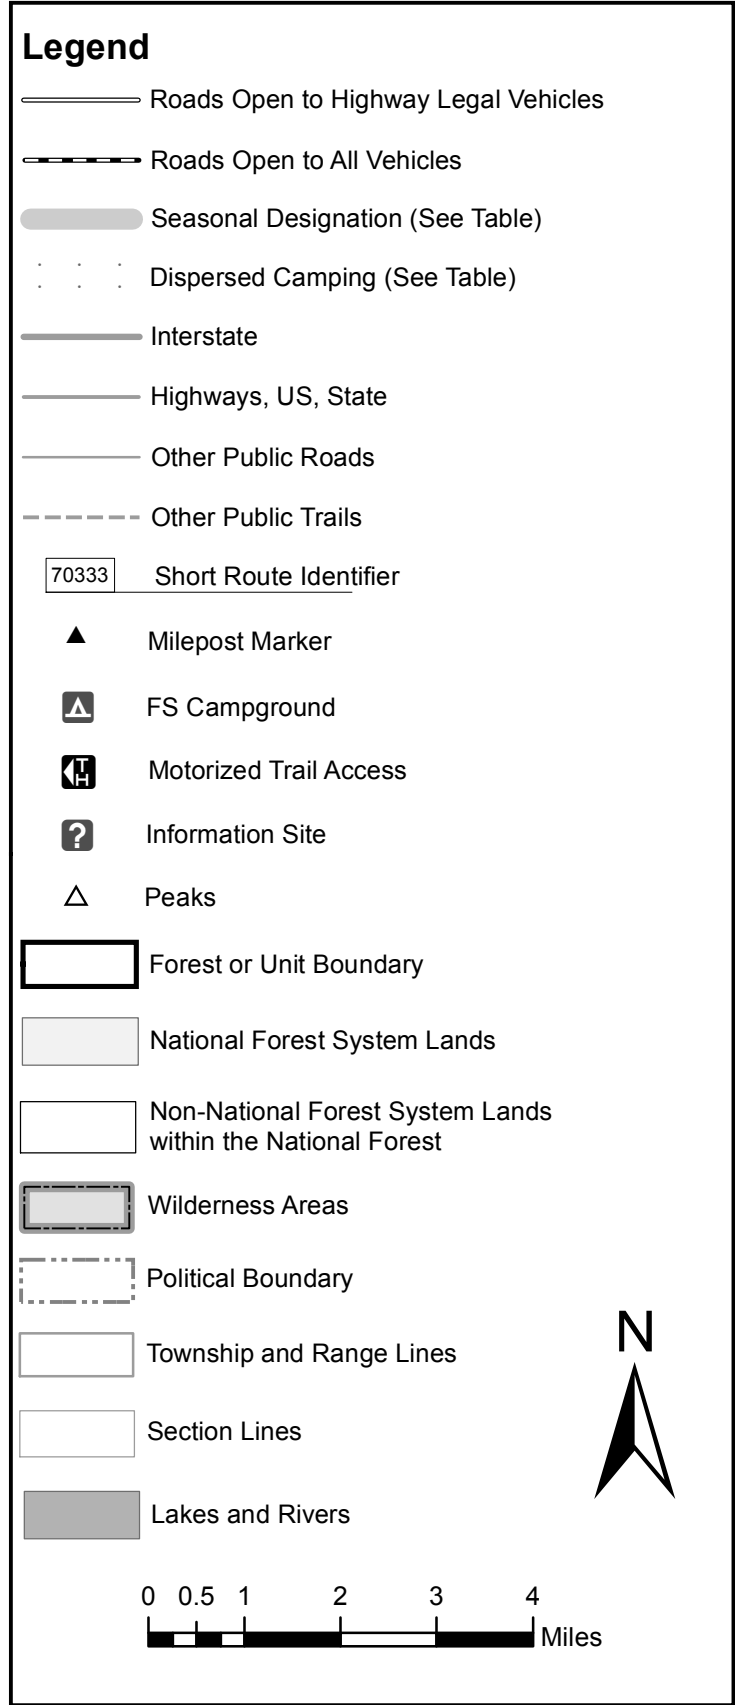 Legend
Roads Open to Highway Legal Vehicles
Roads Open to All Vehicles
Seasonal Designation (See Table)
Dispersed Camping (See Table)
Interstate
Highways, US, State
Other Public Roads
Other Public Trails
70333 Short Route Identifier
Milepost Marker
FS Campground
TH Motorized Trail Access
? Information Site
Peaks
Forest or Unit Boundary
National Forest System Lands
Non-National Forest System Lands
within the National Forest
Wilderness Areas
Political Boundary
N
Township and Range Lines
Section Lines
Lakes and Rivers
0 0.5 1 2 3 4
Miles